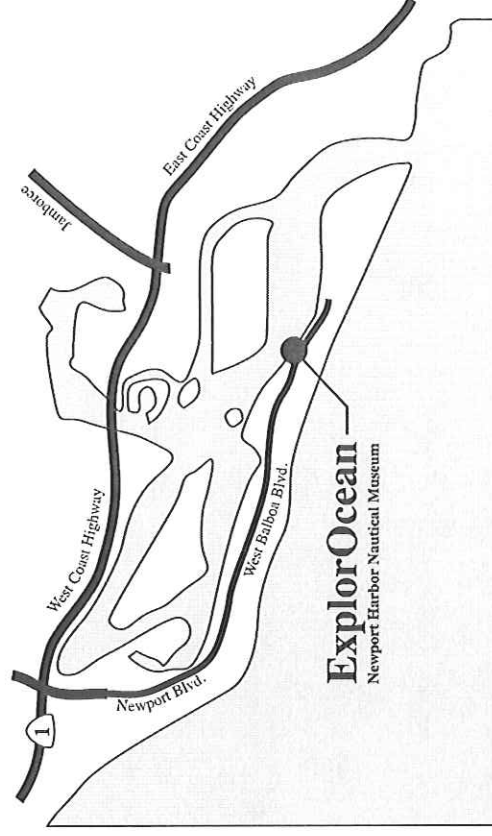 Jamboree
East Coast Highway
West Coast Highway
1
Newport Blvd.
West Balboa Blvd.
ExplorOcean
Newport Harbor Nautical Museum